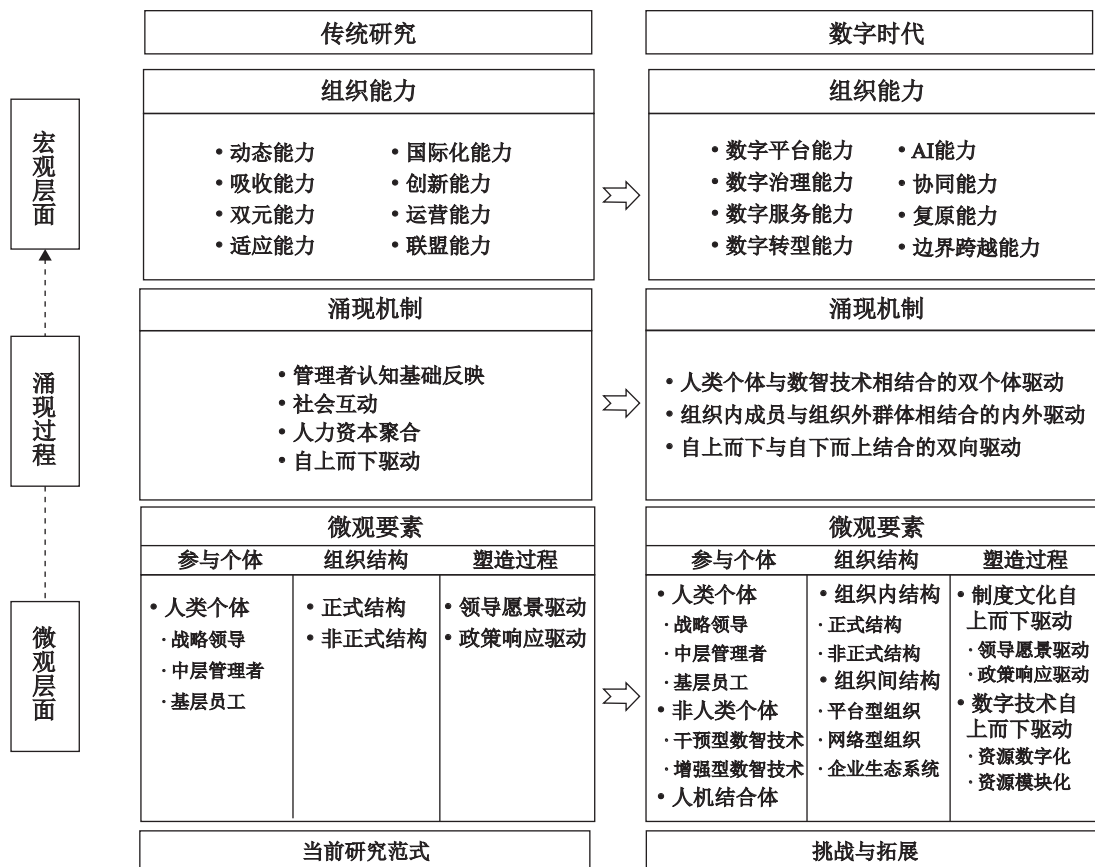 传统研究
数字时代
宏观层面
组织能力
• 动态能力
• 吸收能力
• 双元能力
• 适应能力
• 国际化能力
• 创新能力
• 运营能力
• 联盟能力
组织能力
• 数字平台能力
• 数字治理能力
• 数字服务能力
• 数字转型能力
• AI能力
• 协同能力
• 复原能力
• 边界跨越能力
涌现过程
涌现机制
• 管理者认知基础反映
• 社会互动
• 人力资本聚合
• 自上而下驱动
涌现机制
• 人类个体与数智技术相结合的双个体驱动
• 组织内成员与组织外群体相结合的内外驱动
• 自上而下与自下而上结合的双向驱动
微观层面
微观要素
参与个体
• 人类个体
· 战略领导
· 中层管理者
· 基层员工
组织结构
• 正式结构
• 非正式结构
塑造过程
• 领导愿景驱动
• 政策响应驱动
微观要素
参与个体
• 人类个体
· 战略领导
· 中层管理者
· 基层员工
• 非人类个体
· 干预型数智技术
· 增强型数智技术
• 人机结合体
组织结构
• 组织内结构
· 正式结构
· 非正式结构
• 组织间结构
· 平台型组织
· 网络型组织
· 企业生态系统
塑造过程
• 制度文化自
上而下驱动
· 领导愿景驱动
· 政策响应驱动
• 数字技术自
上而下驱动
· 资源数字化
· 资源模块化
当前研究范式
挑战与拓展